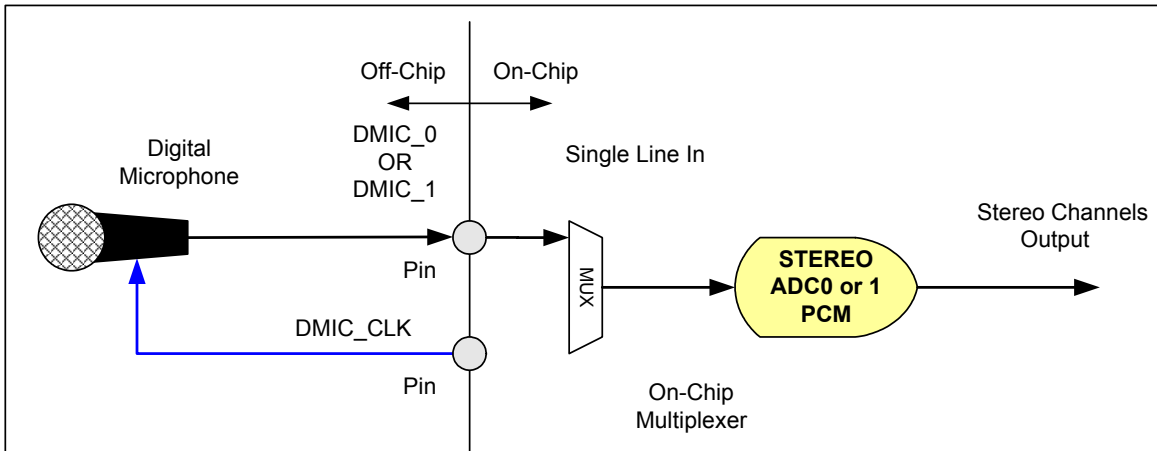 Off-Chip
On-Chip
DMIC_0
OR
DMIC_1
Digital
Microphone
Single Line In
Stereo Channels
Output
Pin
MUX
STEREO
ADC0 or 1
PCM
DMIC_CLK
Pin
On-Chip
Multiplexer